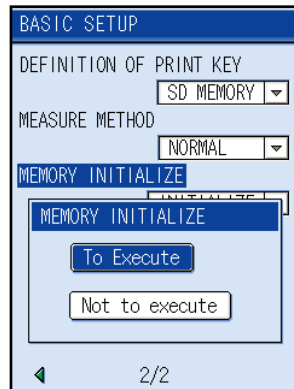 BASIC SETUP
DEFINITION OF PRINT KEY
SD MEMORY
MEASURE METHOD
NORMAL
MEMORY INITIALIZE
INITIALIZE
MEMORY INITIALIZE
To Execute
Not to execute
2/2